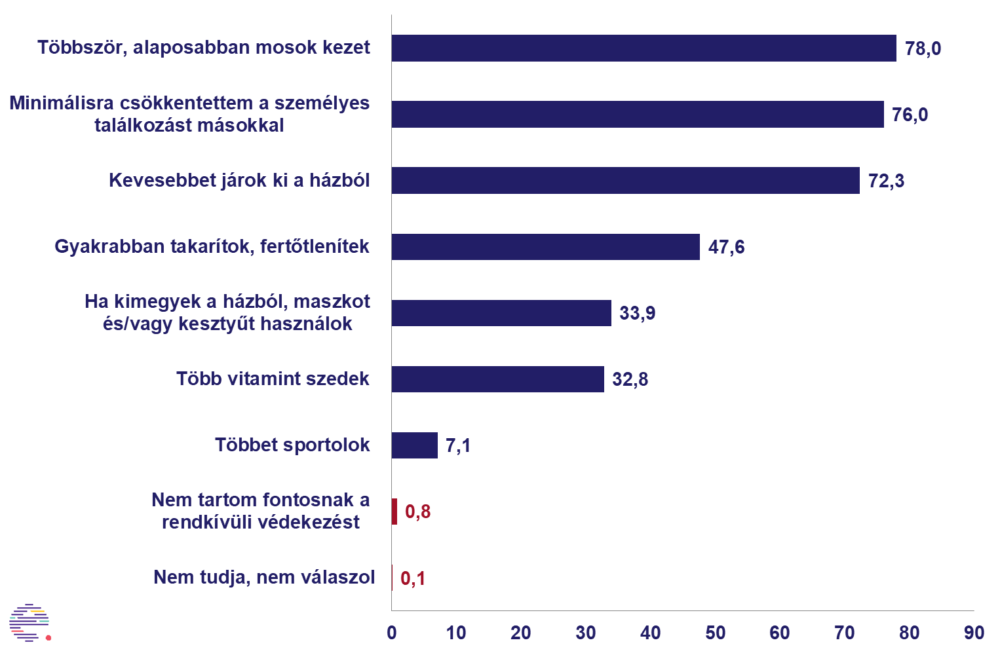 Többször, alaposabban mosok kezet
78,0
Minimálisra csökkentettem a személyes
találkozást másokkal
76,0
Kevesebbet járok ki a házból
72,3
Gyakrabban takarítok, fertőtlenítek
47,6
Ha kimegyek a házból, maszkot
és/vagy kesztyűt használok
33,9
Több vitamint szedek
32,8
Többet sportolok
7,1
Nem tartom fontosnak a
rendkívüli védekezést
0,8
Nem tudja, nem válaszol
0,1
0 10 20 30 40 50 60 70 80 90